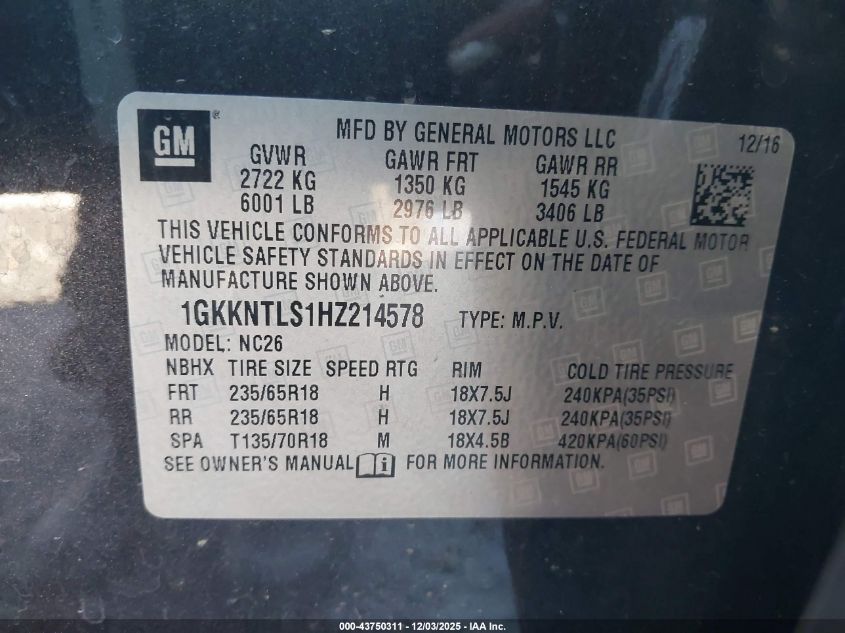 GM ®
MFD BY GENERAL MOTORS LLC 12/16
GVWR GAWR FRT GAWR RR
2722 KG 1350 KG 1545 KG
6001 LB 2976 LB 3406 LB
THIS VEHICLE CONFORMS TO ALL APPLICABLE U.S. FEDERAL MOTOR
VEHICLE SAFETY STANDARDS IN EFFECT ON THE DATE OF
MANUFACTURE SHOWN ABOVE.
1GKKNTLS1HZ214578 TYPE: M.P.V.
MODEL: NC26
NBHX TIRE SIZE SPEED RTG RIM COLD TIRE PRESSURE
FRT 235/65R18 H 18X7.5J 240KPA(35PSI)
RR 235/65R18 H 18X7.5J 240KPA(35PSI)
SPA T135/70R18 M 18X4.5B 420KPA(60PSI)
SEE OWNER'S MANUAL i FOR MORE INFORMATION.
000-43750311 - 12/03/2025 - IAA Inc.